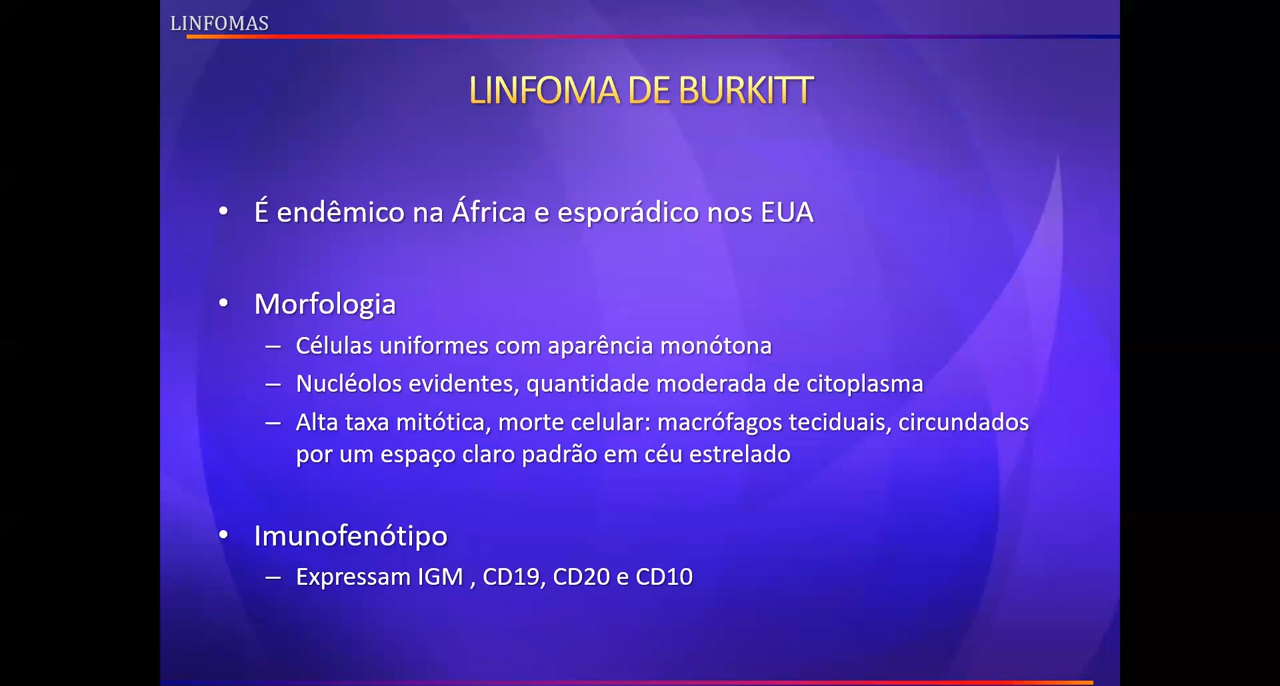 LINFOMAS
LINFOMA DE BURKITT
• É endêmico na África e esporádico nos EUA
• Morfologia
– Células uniformes com aparência monótona
– Nucléolos evidentes, quantidade moderada de citoplasma
– Alta taxa mitótica, morte celular: macrófagos teciduais, circundados
por um espaço claro padrão em céu estrelado
• Imunofenótipo
– Expressam IGM , CD19, CD20 e CD10